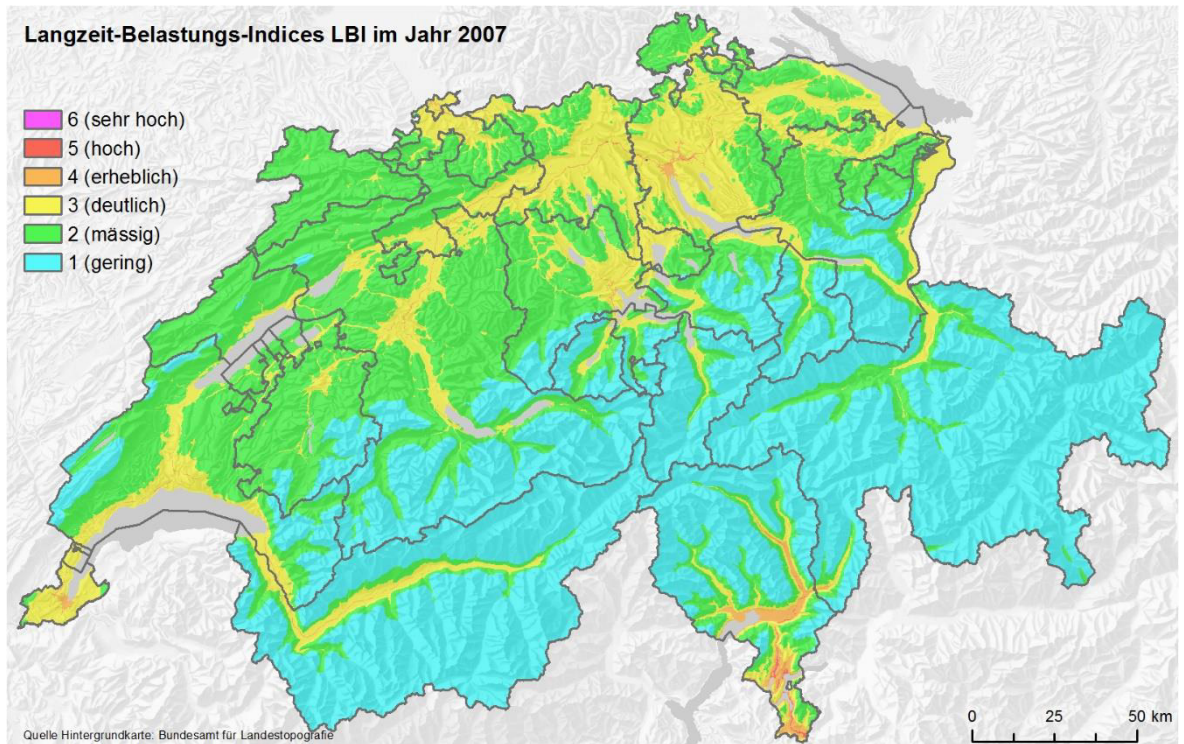 Langzeit-Belastungs-Indices LBI im Jahr 2007
6 (sehr hoch)
5 (hoch)
4 (erheblich)
3 (deutlich)
2 (mässig)
1 (gering)
Quelle Hintergrundkarte: Bundesamt für Landestopografie
0 25 50 km